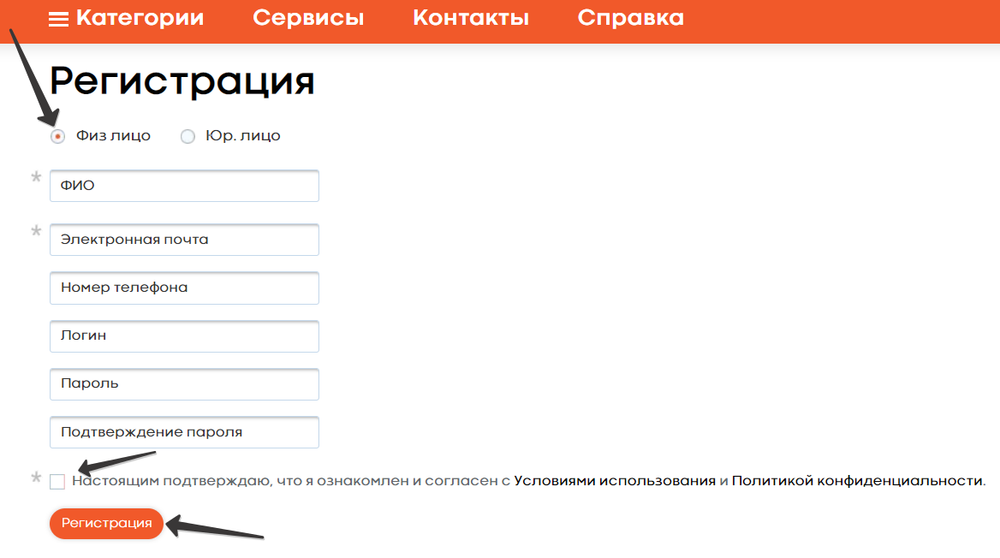 Категории Сервисы Контакты Справка
Регистрация
Физ лицо Юр. лицо
* ФИО
* Электронная почта
Номер телефона
Логин
Пароль
Подтверждение пароля
* Настоящим подтверждаю, что я ознакомлен и согласен с Условиями использования и Политикой конфиденциальности.
Регистрация